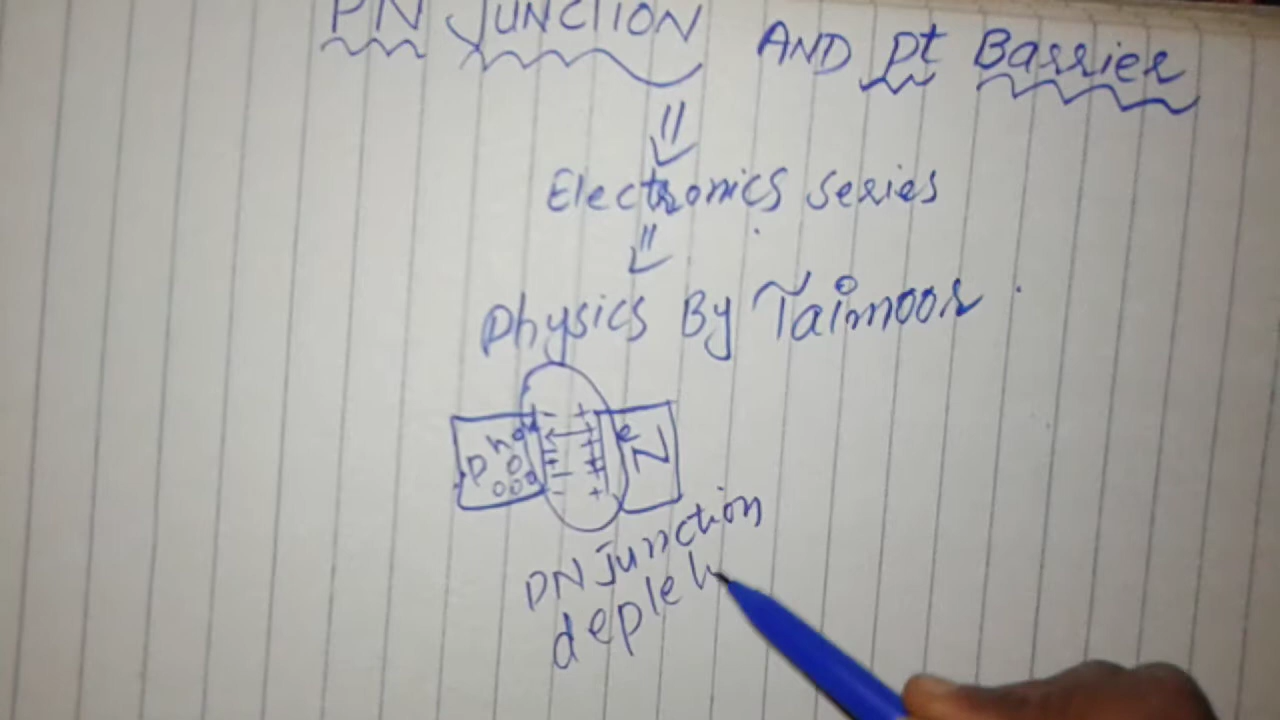 PN JUNCTION AND Pt Barrier
Electronics series
Physics By Taimoor
P h
e N
PN Junction
deplet